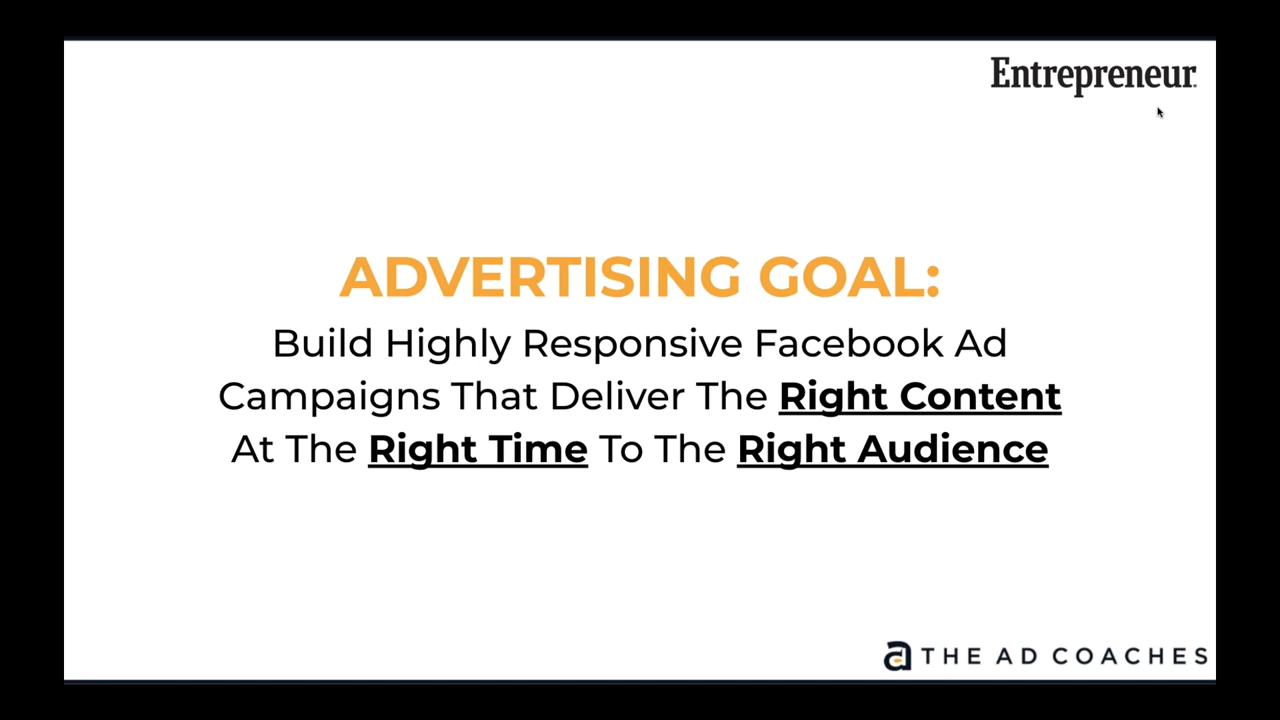 Entrepreneur.
ADVERTISING GOAL:
Build Highly Responsive Facebook Ad
Campaigns That Deliver The Right Content
At The Right Time To The Right Audience
a THE AD COACHES